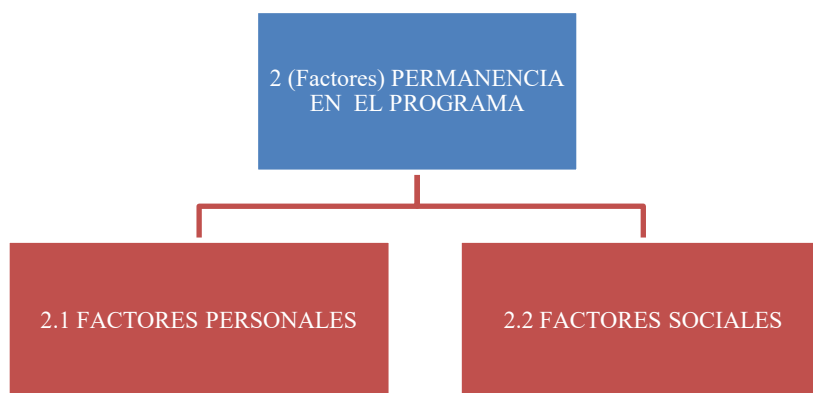 2 (Factores) PERMANENCIA
EN EL PROGRAMA
2.1 FACTORES PERSONALES
2.2 FACTORES SOCIALES